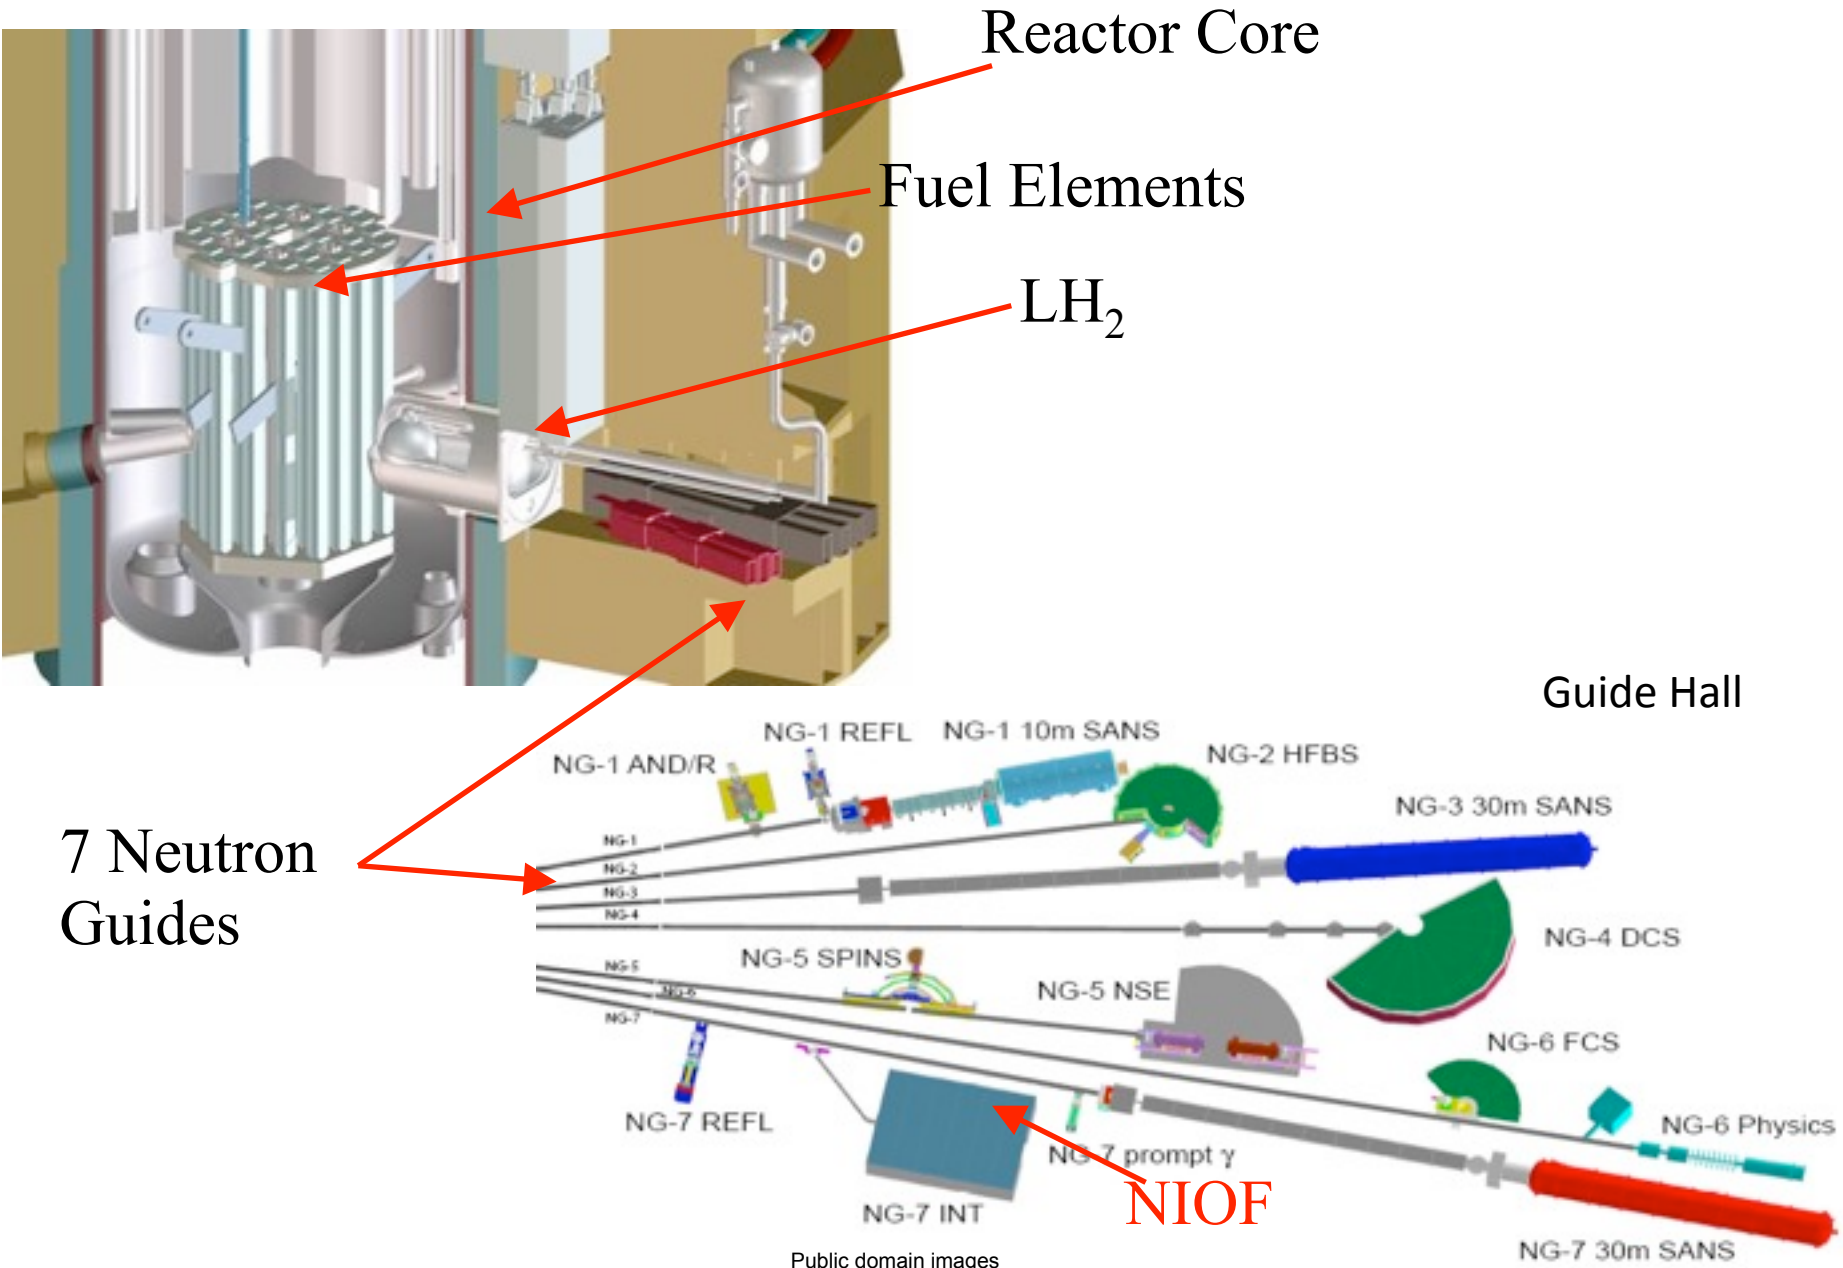 Reactor Core
Fuel Elements
LH₂
7 Neutron
Guides
Guide Hall
NG-1 REFL
NG-1 10m SANS
NG-1 AND/R
NG-2 HFBS
NG-3 30m SANS
NG-1
NG-2
NG-3
NG-4
NG-4 DCS
NG-5 SPINS
NG-5
NG-6
NG-7
NG-5 NSE
NG-6 FCS
NG-7 REFL
NG-6 Physics
NG-7 prompt γ
NIOF
NG-7 INT
NG-7 30m SANS
Public domain images